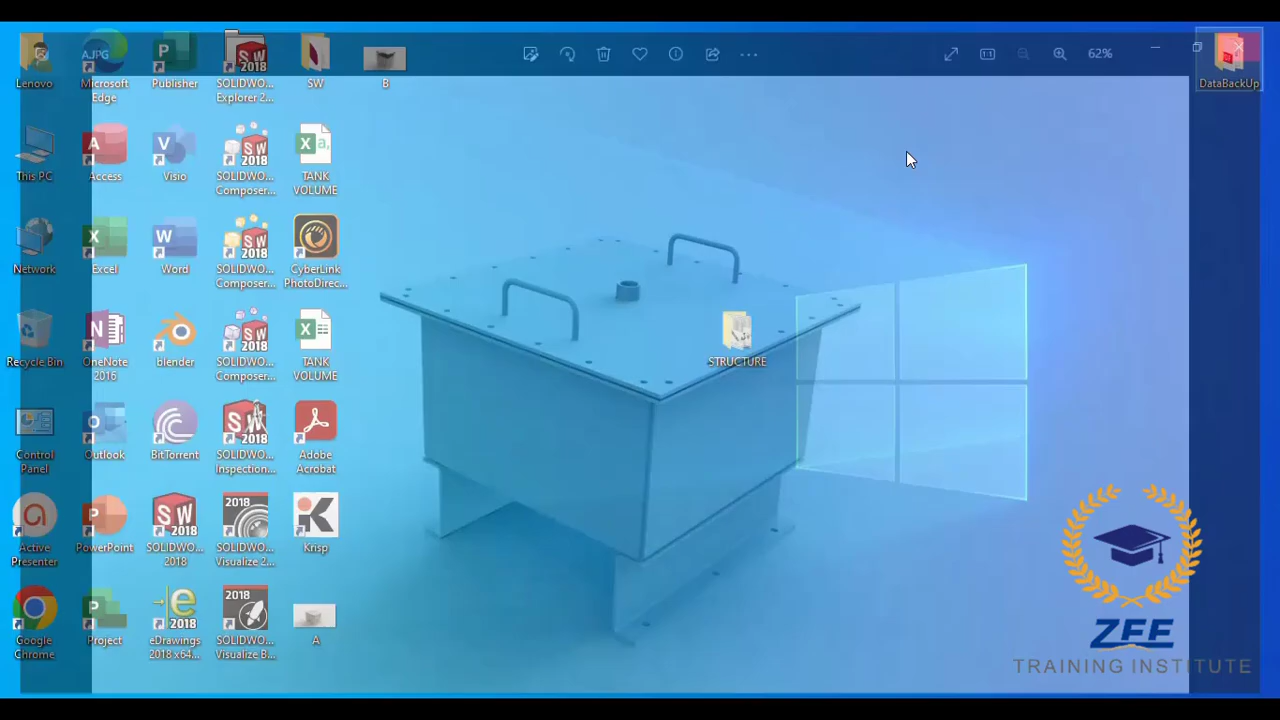 A.JPG
62%
Lenovo
Microsoft
Edge
Publisher
SOLIDWO...
Explorer 2...
SW
B
DataBackUp
This PC
Access
Visio
SOLIDWO...
Composer...
TANK
VOLUME
Network
Excel
Word
SOLIDWO...
Composer...
CyberLink
PhotoDirec...
Recycle Bin
OneNote
2016
blender
SOLIDWO...
Composer...
TANK
VOLUME
STRUCTURE
Control
Panel
Outlook
BitTorrent
SOLIDWO...
Inspection...
Adobe
Acrobat
Active
Presenter
PowerPoint
SOLIDWO...
2018
SOLIDWO...
Visualize 2...
Krisp
Google
Chrome
Project
eDrawings
2018 x64...
SOLIDWO...
Visualize B...
A
ZFE
TRAINING INSTITUTE